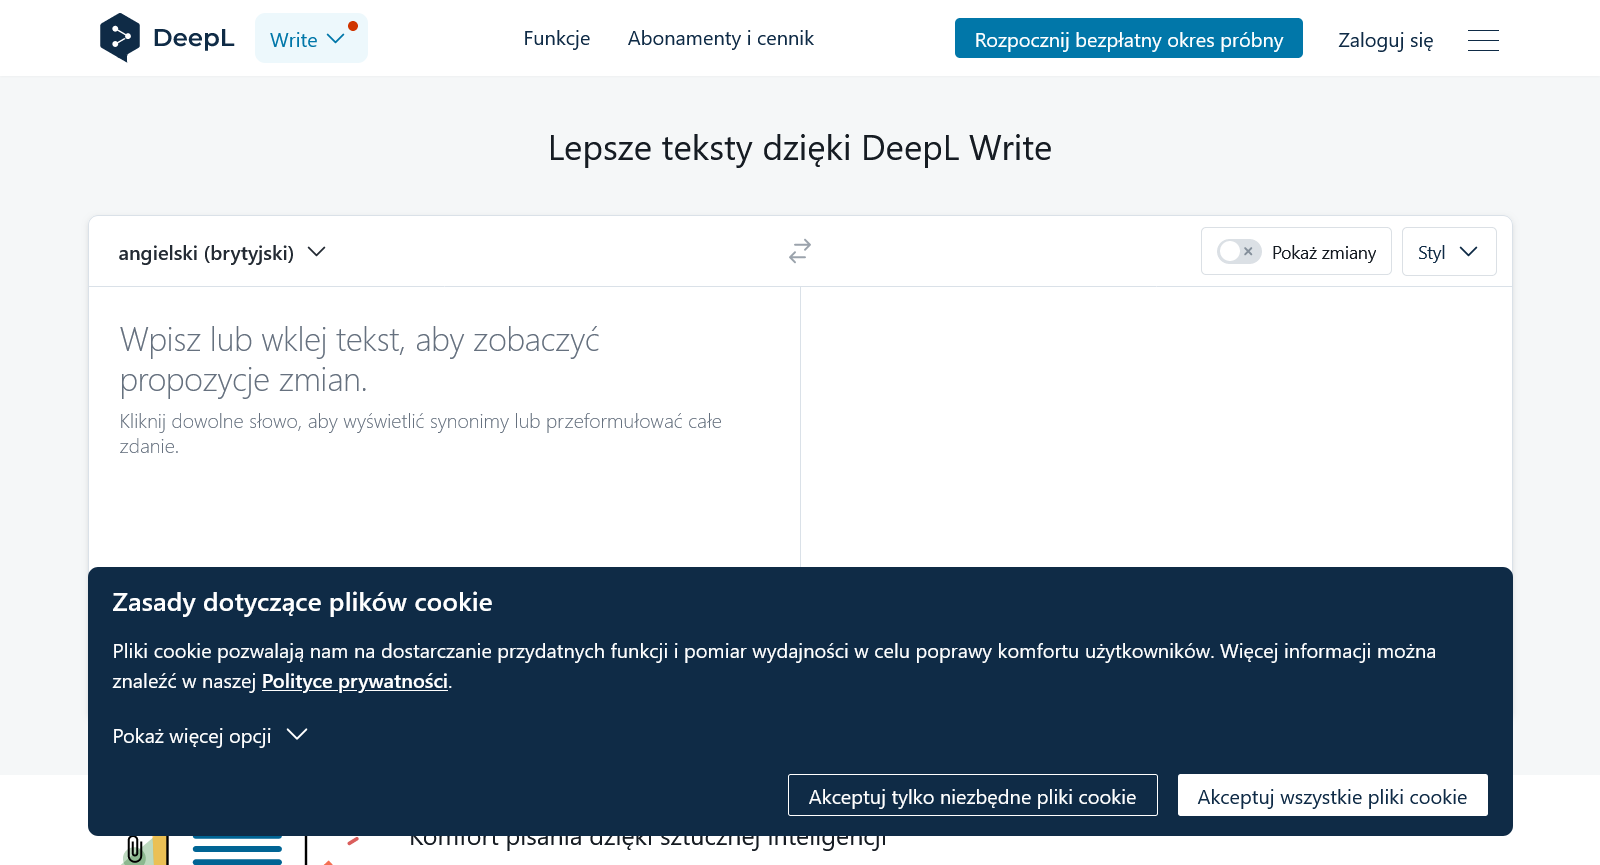 DeepL
Write
Funkcje
Abonamenty i cennik
Rozpocznij bezpłatny okres próbny
Zaloguj się
Lepsze teksty dzięki DeepL Write
angielski (brytyjski)
Pokaż zmiany
Styl
Wpisz lub wklej tekst, aby zobaczyć
propozycje zmian.
Kliknij dowolne słowo, aby wyświetlić synonimy lub przeformułować całe
zdanie.
Zasady dotyczące plików cookie
Pliki cookie pozwalają nam na dostarczanie przydatnych funkcji i pomiar wydajności w celu poprawy komfortu użytkowników. Więcej informacji można
znaleźć w naszej Polityce prywatności.
Pokaż więcej opcji
Akceptuj tylko niezbędne pliki cookie
Akceptuj wszystkie pliki cookie
Komfort pisania dzięki sztucznej inteligencji